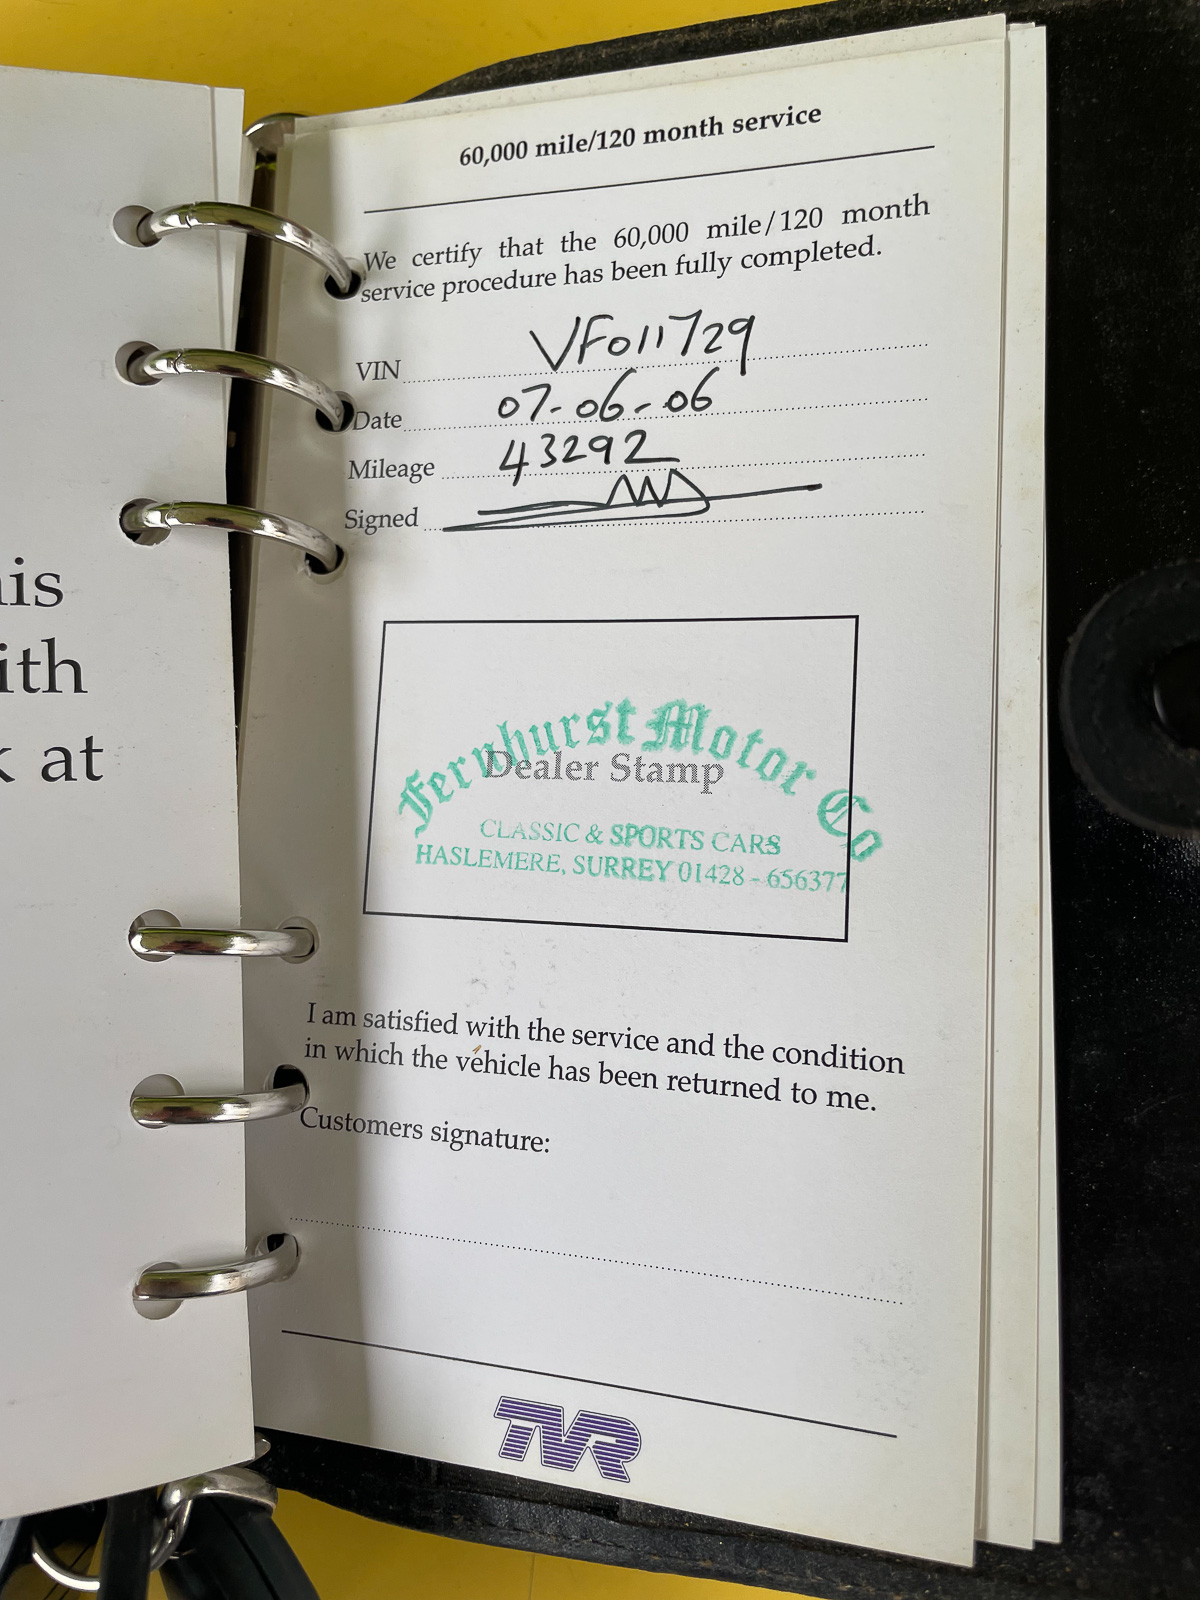 is
ith
k at
60,000 mile/120 month service
We certify that the 60,000 mile/120 month
service procedure has been fully completed.
VIN VF011729
Date 07-06-06
Mileage 43292
Signed
Fernhurst Motor Co
Dealer Stamp
CLASSIC & SPORTS CARS
HASLEMERE, SURREY 01428-656377
I am satisfied with the service and the condition
in which the vehicle has been returned to me.
Customers signature:
TVR